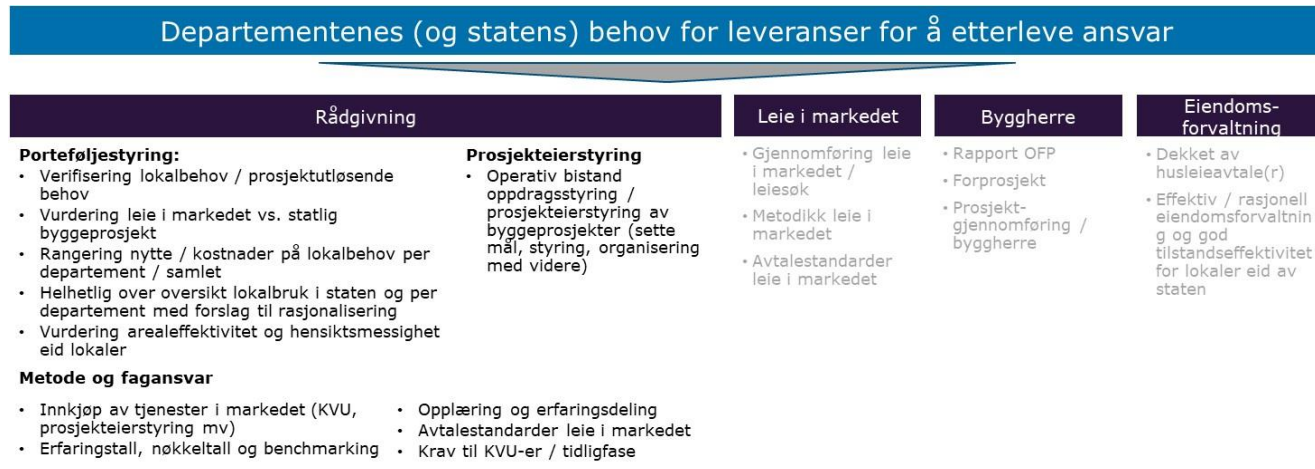 Departementenes (og statens) behov for leveranser for å etterleve ansvar
Rådgivning
Porteføljestyring:
• Verifisering lokalbehov / prosjektutløsende
behov
• Vurdering leie i markedet vs. statlig
byggeprosjekt
• Rangering nytte / kostnader på lokalbehov per
departement / samlet
• Helhetlig over oversikt lokalbruk i staten og per
departement med forslag til rasjonalisering
• Vurdering arealeffektivitet og hensiktsmessighet
eid lokaler
Prosjekteierstyring
• Operativ bistand
oppdragsstyring /
prosjekteierstyring av
byggeprosjekter (sette
mål, styring, organisering
med videre)
Metode og fagansvar
• Innkjøp av tjenester i markedet (KVU,
prosjekteierstyring mv)
• Erfaringstall, nøkkeltall og benchmarking
• Opplæring og erfaringsdeling
• Avtalestandarder leie i markedet
• Krav til KVU-er / tidligfase
Leie i markedet
• Gjennomføring leie
i markedet /
leiesøk
• Metodikk leie i
markedet
• Avtalestandarder
leie i markedet
Byggherre
• Rapport OFP
• Forprosjekt
• Prosjekt-
gjennomføring /
byggherre
Eiendoms-
forvaltning
• Dekket av
husleieavtale(r)
• Effektiv / rasjonell
eiendomsforvaltnin
g og god
tilstandseffektivitet
for lokaler eid av
staten